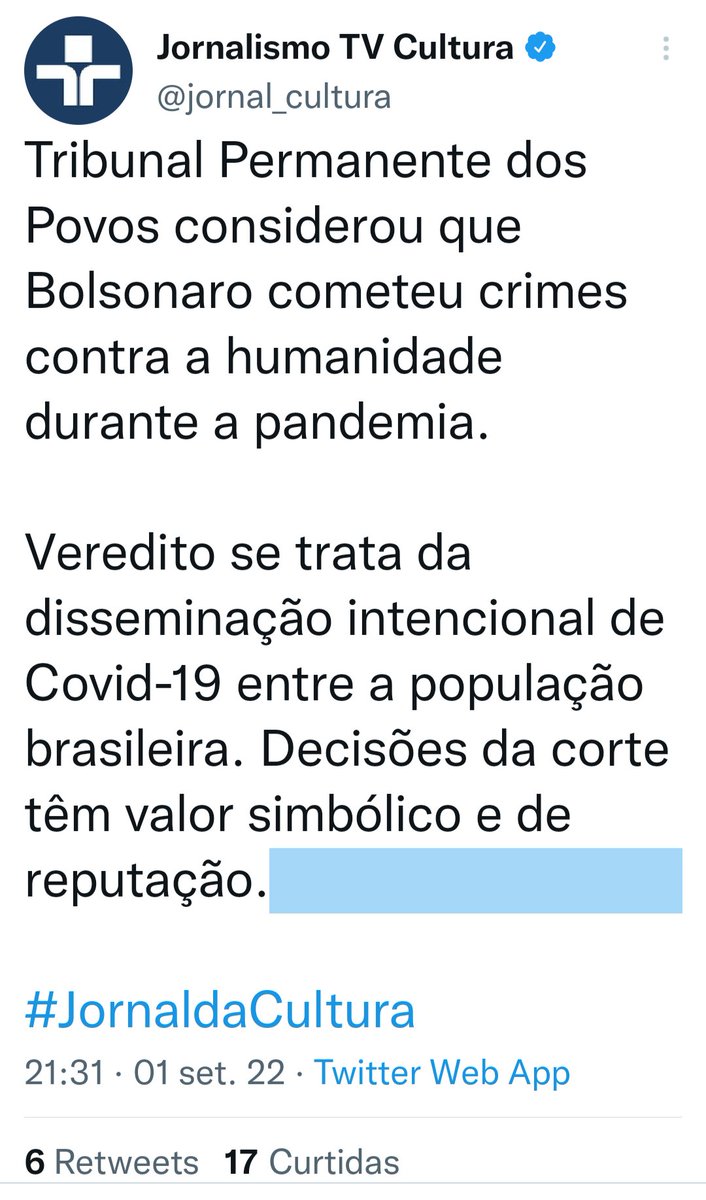 Jornalismo TV Cultura
@jornal_cultura
Tribunal Permanente dos
Povos considerou que
Bolsonaro cometeu crimes
contra a humanidade
durante a pandemia.
Veredito se trata da
disseminação intencional de
Covid-19 entre a população
brasileira. Decisões da corte
têm valor simbólico e de
reputação.
#JornaldaCultura
21:31 · 01 set. 22 · Twitter Web App
6 Retweets 17 Curtidas